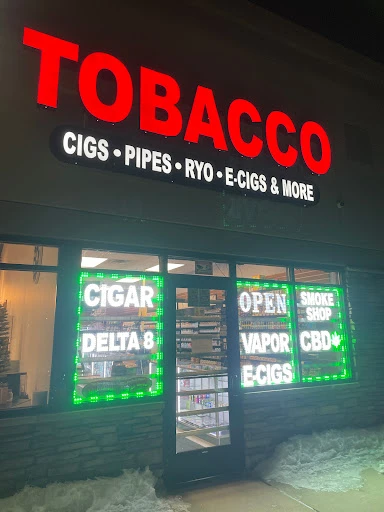 TOBACCO
CIGS • PIPES • RYO • E-CIGS & MORE
CIGAR
DELTA 8
OPEN
VAPOR
E-CIGS
SMOKE
SHOP
CBD